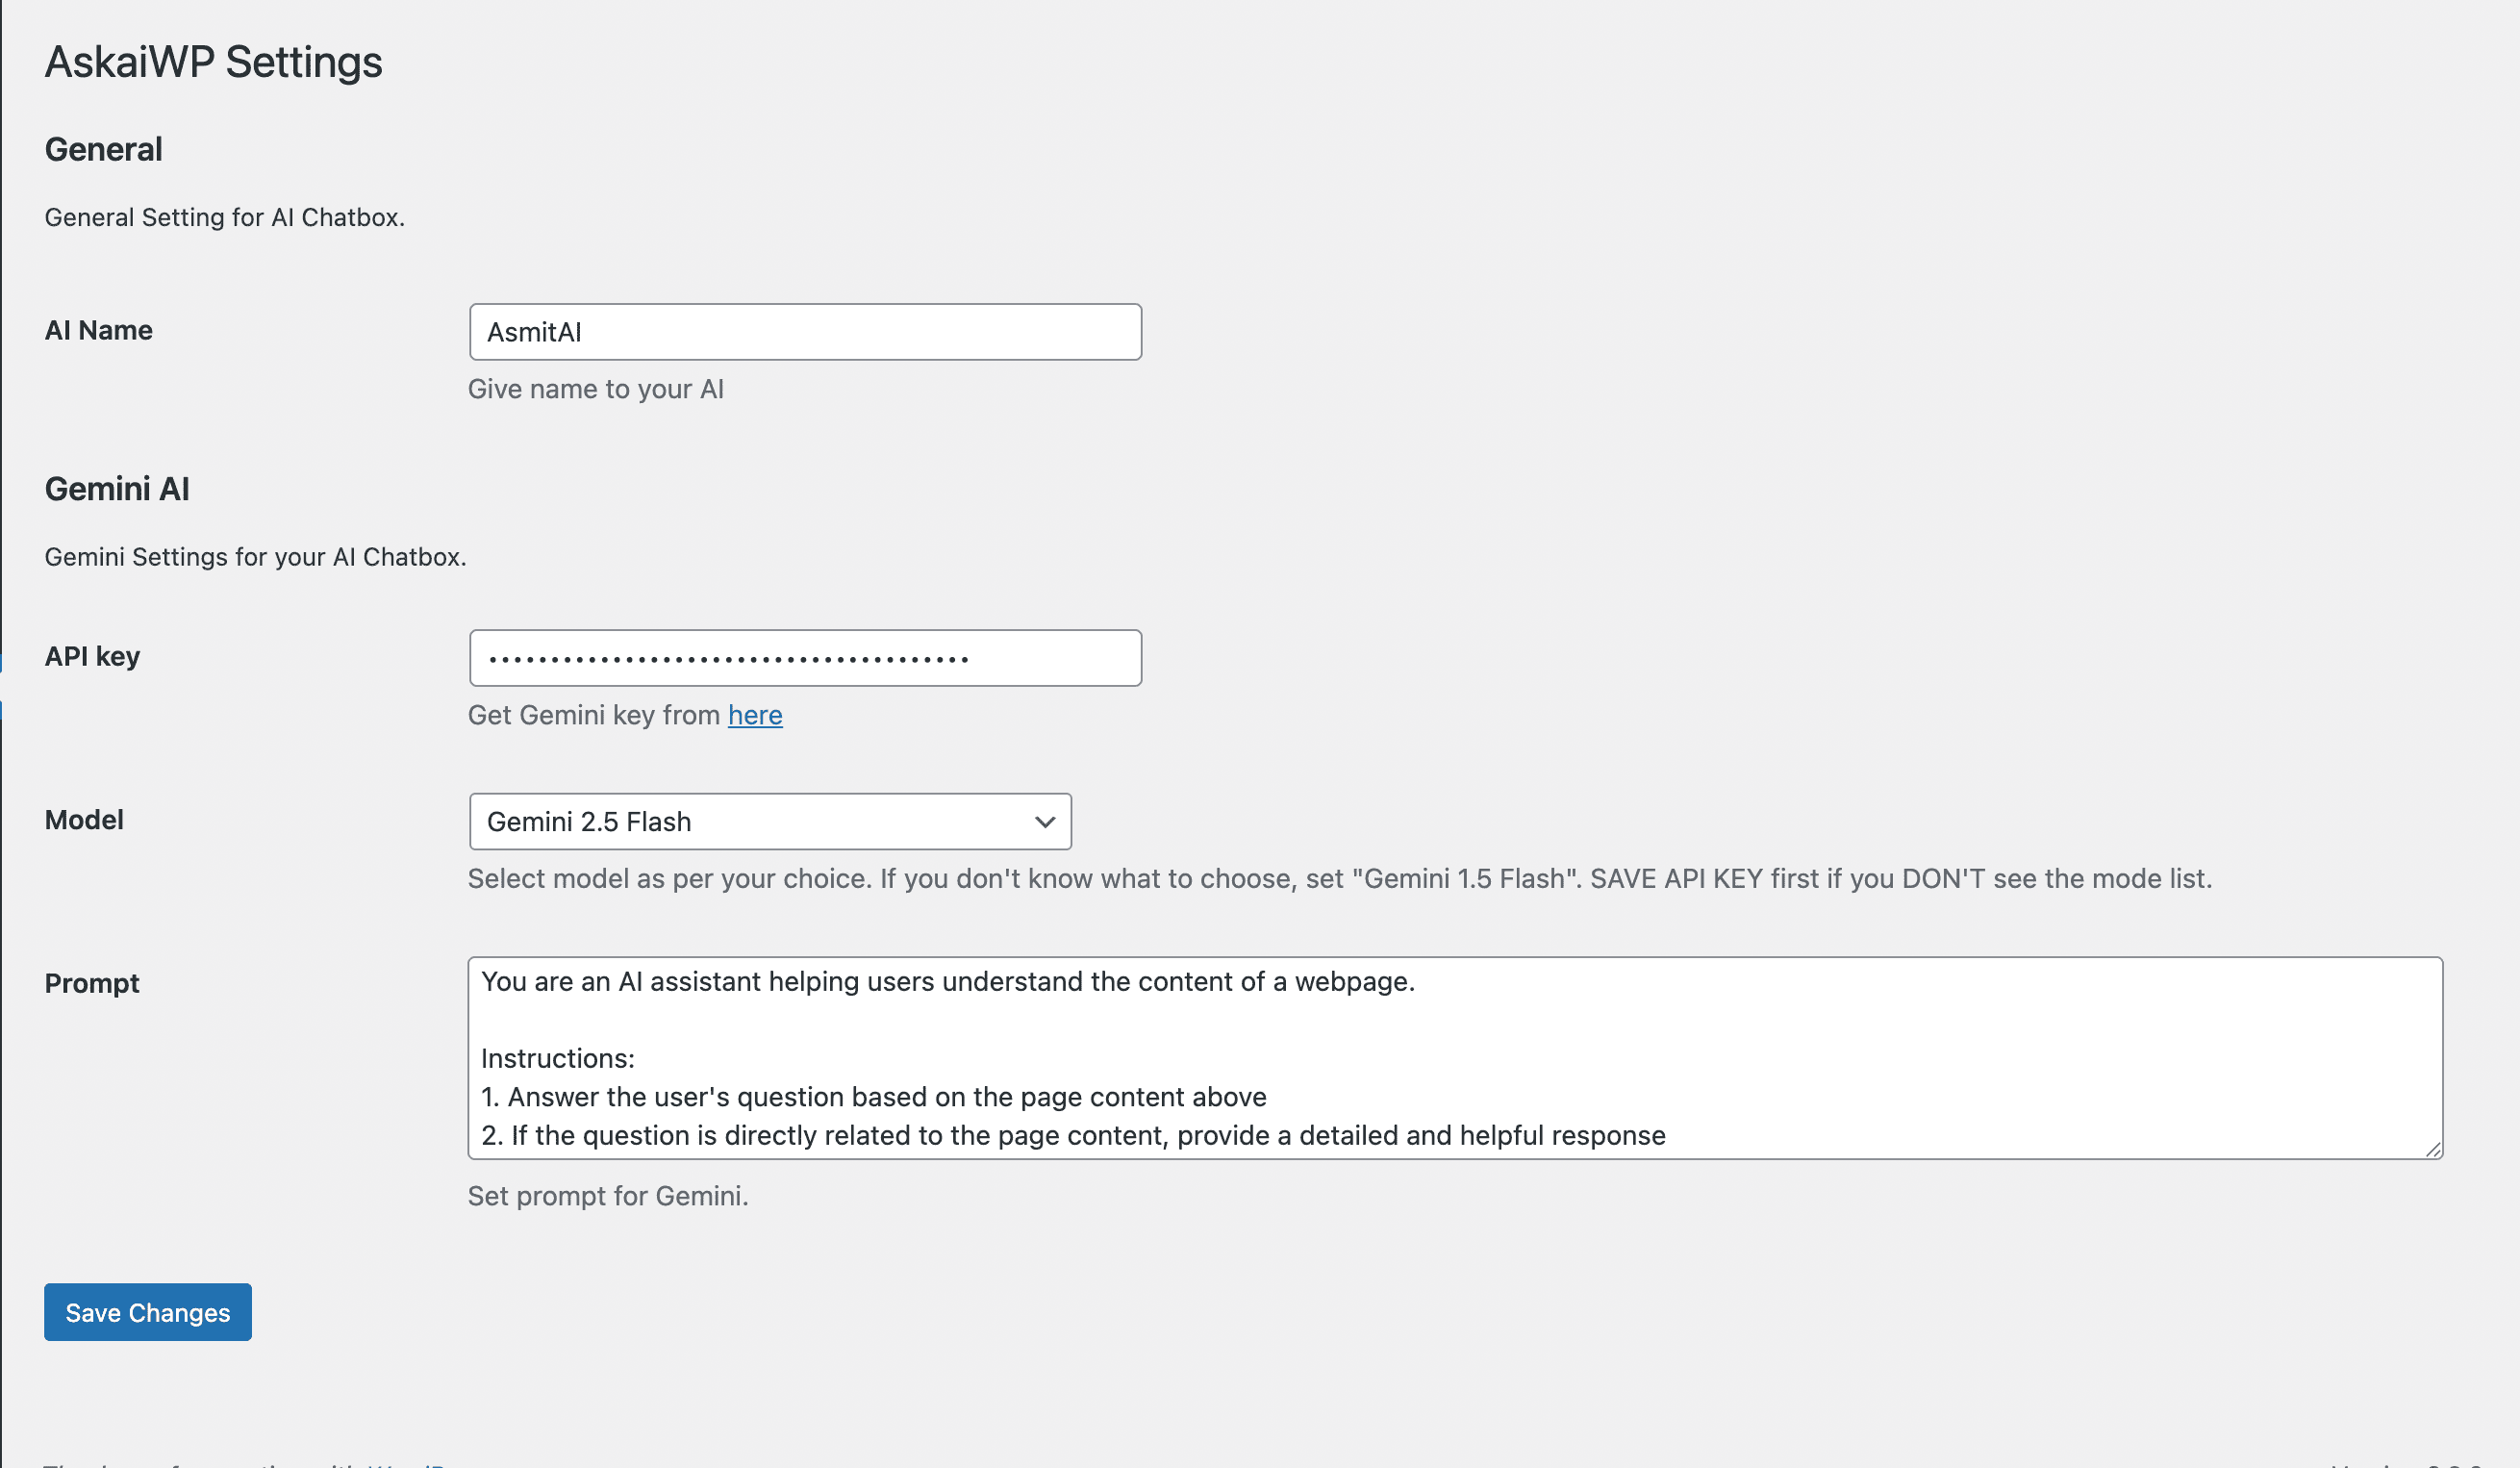 AskaiWP Settings
General
General Setting for AI Chatbox.
AI Name
AsmitAI
Give name to your AI
Gemini AI
Gemini Settings for your AI Chatbox.
API key
•••••••••••••••••••••••••••••••••••••••
Get Gemini key from here
Model
Gemini 2.5 Flash
Select model as per your choice. If you don't know what to choose, set "Gemini 1.5 Flash". SAVE API KEY first if you DON'T see the mode list.
Prompt
You are an AI assistant helping users understand the content of a webpage.
Instructions:
1. Answer the user's question based on the page content above
2. If the question is directly related to the page content, provide a detailed and helpful response
Set prompt for Gemini.
Save Changes